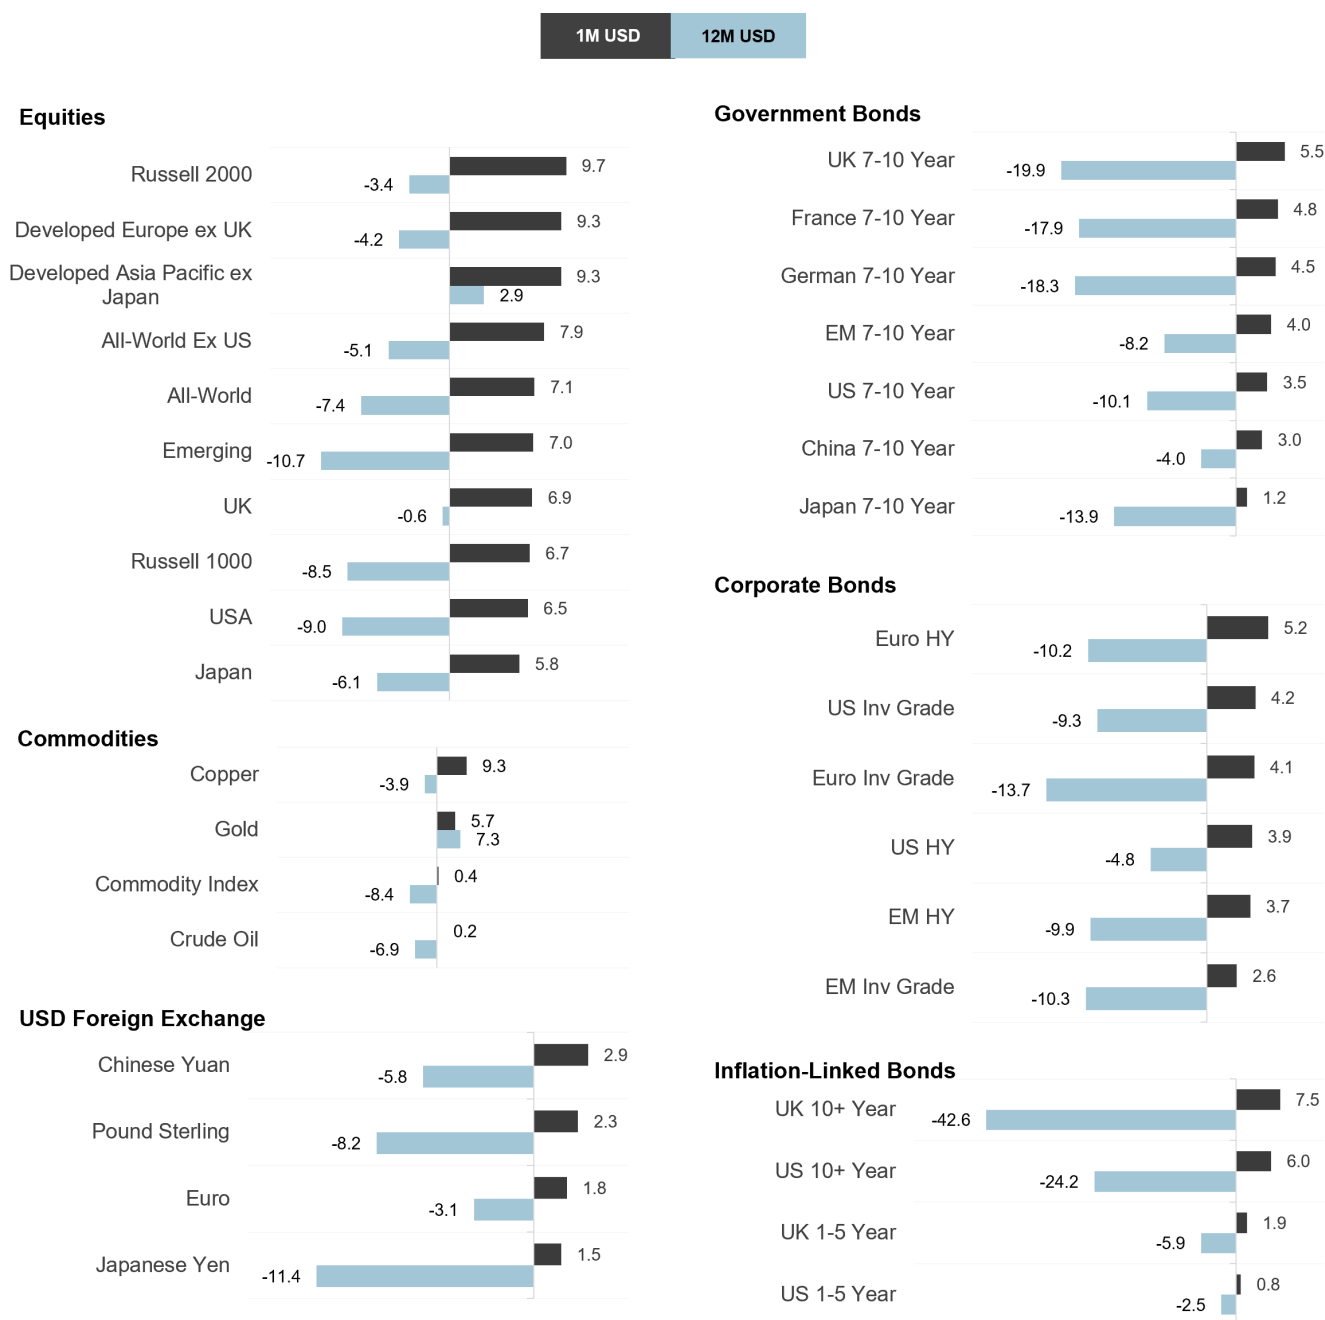 1M USD 12M USD
Equities
Russell 2000 9.7
-3.4
Developed Europe ex UK 9.3
-4.2
Developed Asia Pacific ex
Japan
9.3
2.9
All-World Ex US 7.9
-5.1
All-World 7.1
-7.4
Emerging 7.0
-10.7
UK 6.9
-0.6
Russell 1000 6.7
-8.5
USA 6.5
-9.0
Japan 5.8
-6.1
Commodities
Copper 9.3
-3.9
Gold 5.7
7.3
Commodity Index 0.4
-8.4
Crude Oil 0.2
-6.9
USD Foreign Exchange
Chinese Yuan 2.9
-5.8
Pound Sterling 2.3
-8.2
Euro 1.8
-3.1
Japanese Yen 1.5
-11.4
Government Bonds
UK 7-10 Year 5.5
-19.9
France 7-10 Year 4.8
-17.9
German 7-10 Year 4.5
-18.3
EM 7-10 Year 4.0
-8.2
US 7-10 Year 3.5
-10.1
China 7-10 Year 3.0
-4.0
Japan 7-10 Year 1.2
-13.9
Corporate Bonds
Euro HY 5.2
-10.2
US Inv Grade 4.2
-9.3
Euro Inv Grade 4.1
-13.7
US HY 3.9
-4.8
EM HY 3.7
-9.9
EM Inv Grade 2.6
-10.3
Inflation-Linked Bonds
UK 10+ Year 7.5
-42.6
US 10+ Year 6.0
-24.2
UK 1-5 Year 1.9
-5.9
US 1-5 Year 0.8
-2.5